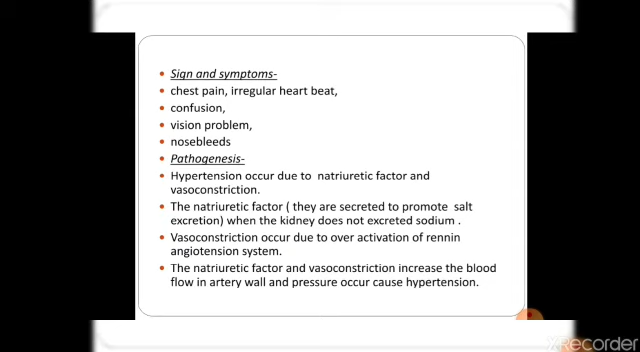 Sign and symptoms-
chest pain, irregular heart beat,
confusion,
vision problem,
nosebleeds
Pathogenesis-
Hypertension occur due to natriuretic factor and
vasoconstriction.
The natriuretic factor ( they are secreted to promote salt
excretion) when the kidney does not excreted sodium .
Vasoconstriction occur due to over activation of rennin
angiotension system.
The natriuretic factor and vasoconstriction increase the blood
flow in artery wall and pressure occur cause hypertension.
XRecorder